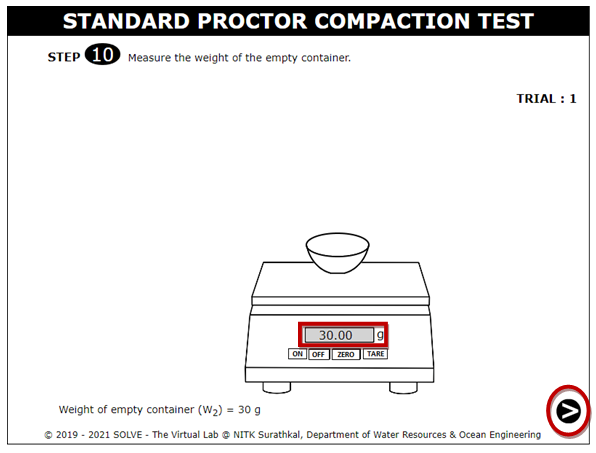 STANDARD PROCTOR COMPACTION TEST
STEP 10 Measure the weight of the empty container.
TRIAL : 1
30.00 g
ON OFF ZERO TARE
Weight of empty container (W₂) = 30 g
© 2019 - 2021 SOLVE - The Virtual Lab @ NITK Surathkal, Department of Water Resources & Ocean Engineering